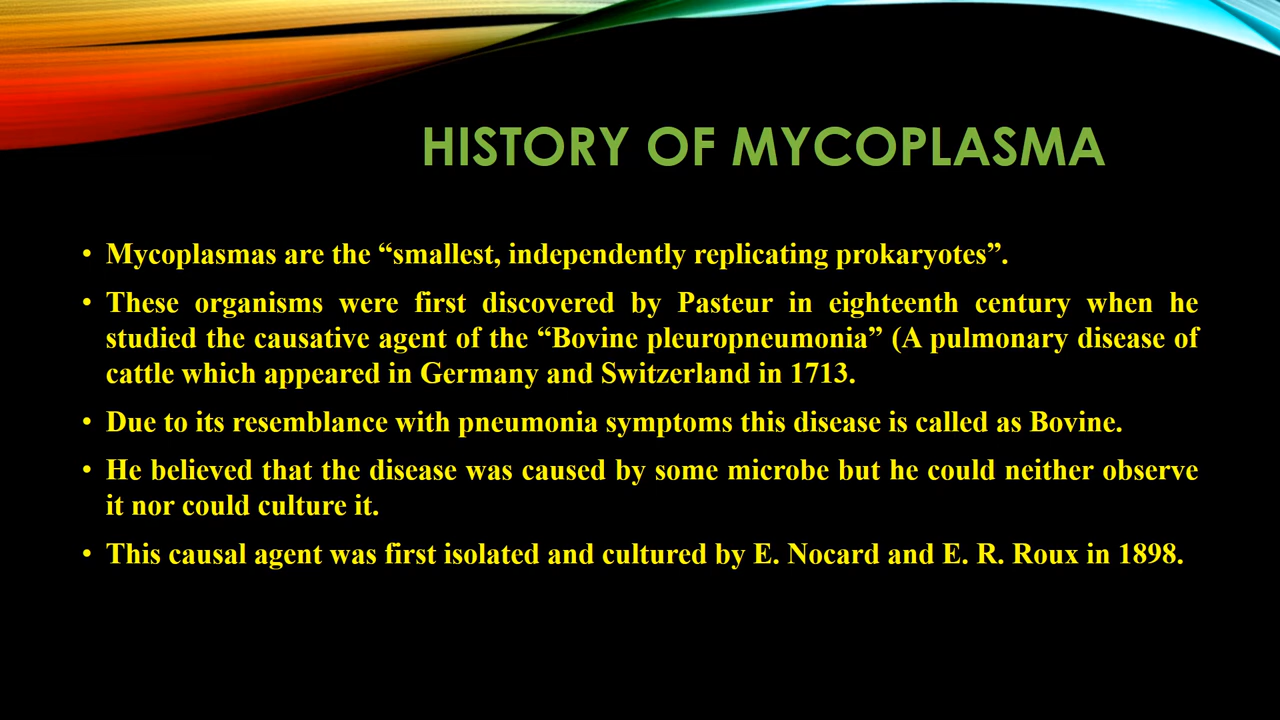 HISTORY OF MYCOPLASMA
• Mycoplasmas are the “smallest, independently replicating prokaryotes”.
• These organisms were first discovered by Pasteur in eighteenth century when he
studied the causative agent of the “Bovine pleuropneumonia” (A pulmonary disease of
cattle which appeared in Germany and Switzerland in 1713.
• Due to its resemblance with pneumonia symptoms this disease is called as Bovine.
• He believed that the disease was caused by some microbe but he could neither observe
it nor could culture it.
• This causal agent was first isolated and cultured by E. Nocard and E. R. Roux in 1898.